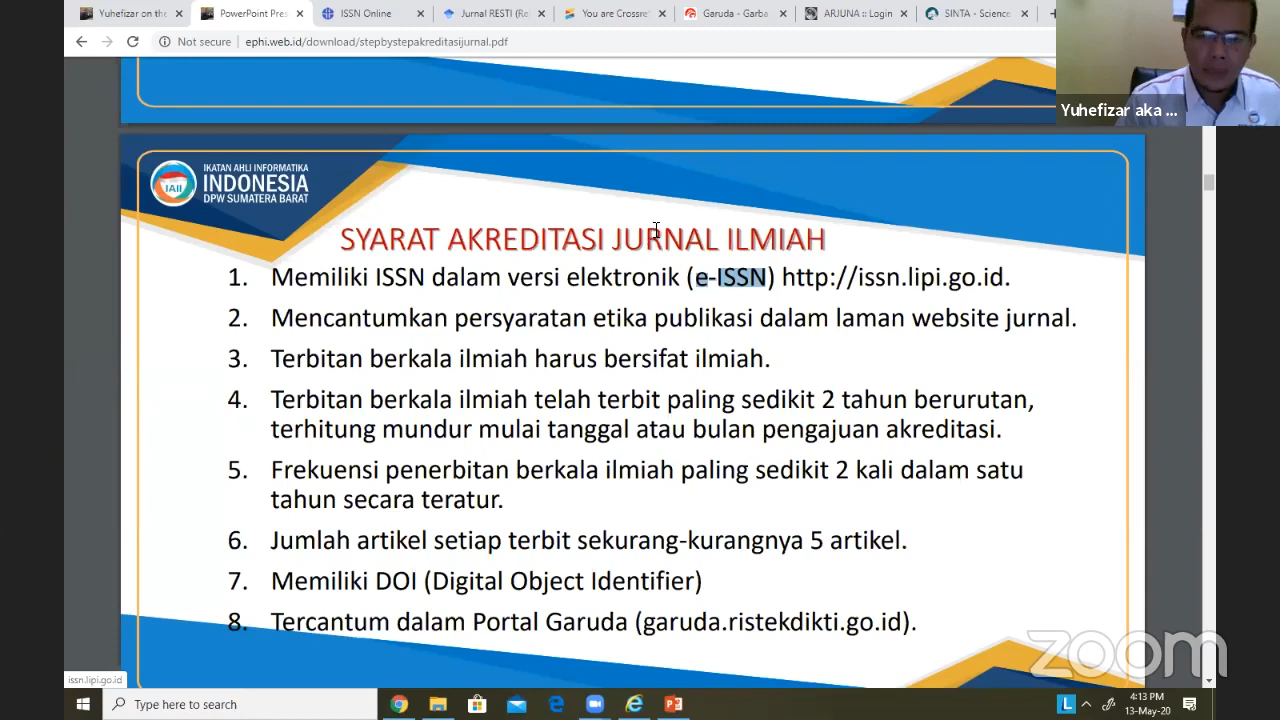 Yuhefizar on the
PowerPoint Pres
ISSN Online
Jurnal RESTI (Re
You are Crossre
Garuda - Garba
ARJUNA :: Login
SINTA - Science
Not secure
ephi.web.id/download/stepbystepakreditasijurnal.pdf
Yuhefizar aka ...
IKATAN AHLI INFORMATIKA
INDONESIA
DPW SUMATERA BARAT
IAII
SYARAT AKREDITASI JURNAL ILMIAH
1. Memiliki ISSN dalam versi elektronik (e-ISSN) http://issn.lipi.go.id.
2. Mencantumkan persyaratan etika publikasi dalam laman website jurnal.
3. Terbitan berkala ilmiah harus bersifat ilmiah.
4. Terbitan berkala ilmiah telah terbit paling sedikit 2 tahun berurutan,
terhitung mundur mulai tanggal atau bulan pengajuan akreditasi.
5. Frekuensi penerbitan berkala ilmiah paling sedikit 2 kali dalam satu
tahun secara teratur.
6. Jumlah artikel setiap terbit sekurang-kurangnya 5 artikel.
7. Memiliki DOI (Digital Object Identifier)
8. Tercantum dalam Portal Garuda (garuda.ristekdikti.go.id).
zoom
issn.lipi.go.id
Type here to search
L
4:13 PM
13-May-20